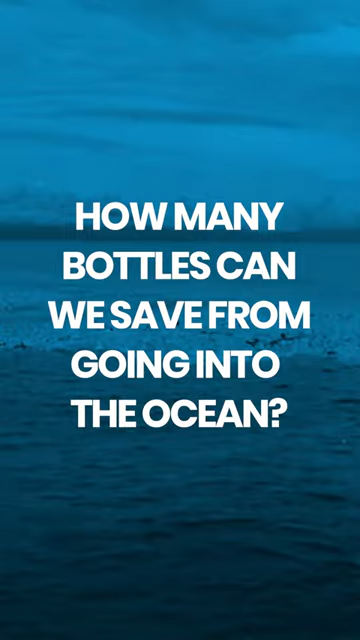 HOW MANY
BOTTLES CAN
WE SAVE FROM
GOING INTO
THE OCEAN?